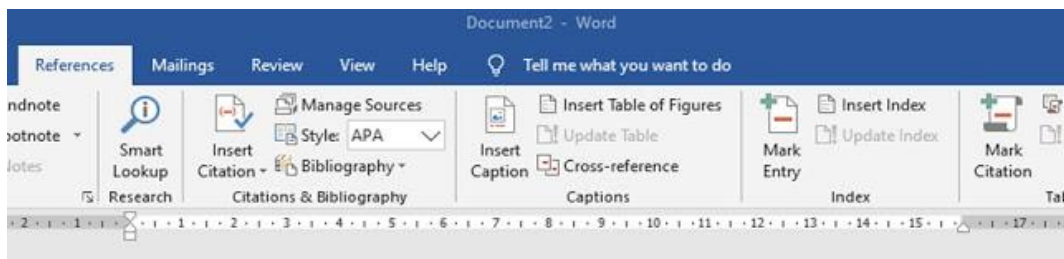 Document2 - Word
References Mailings Review View Help Tell me what you want to do
ndnote Manage Sources Insert Table of Figures Insert Index
ootnote Style: APA Update Table Update Index
Notes Smart Lookup Insert Citation Bibliography Insert Caption Cross-reference Mark Entry Mark Citation
Research Citations & Bibliography Captions Index Tal
2 1 1 2 3 4 5 6 7 8 9 10 11 12 13 14 15 17